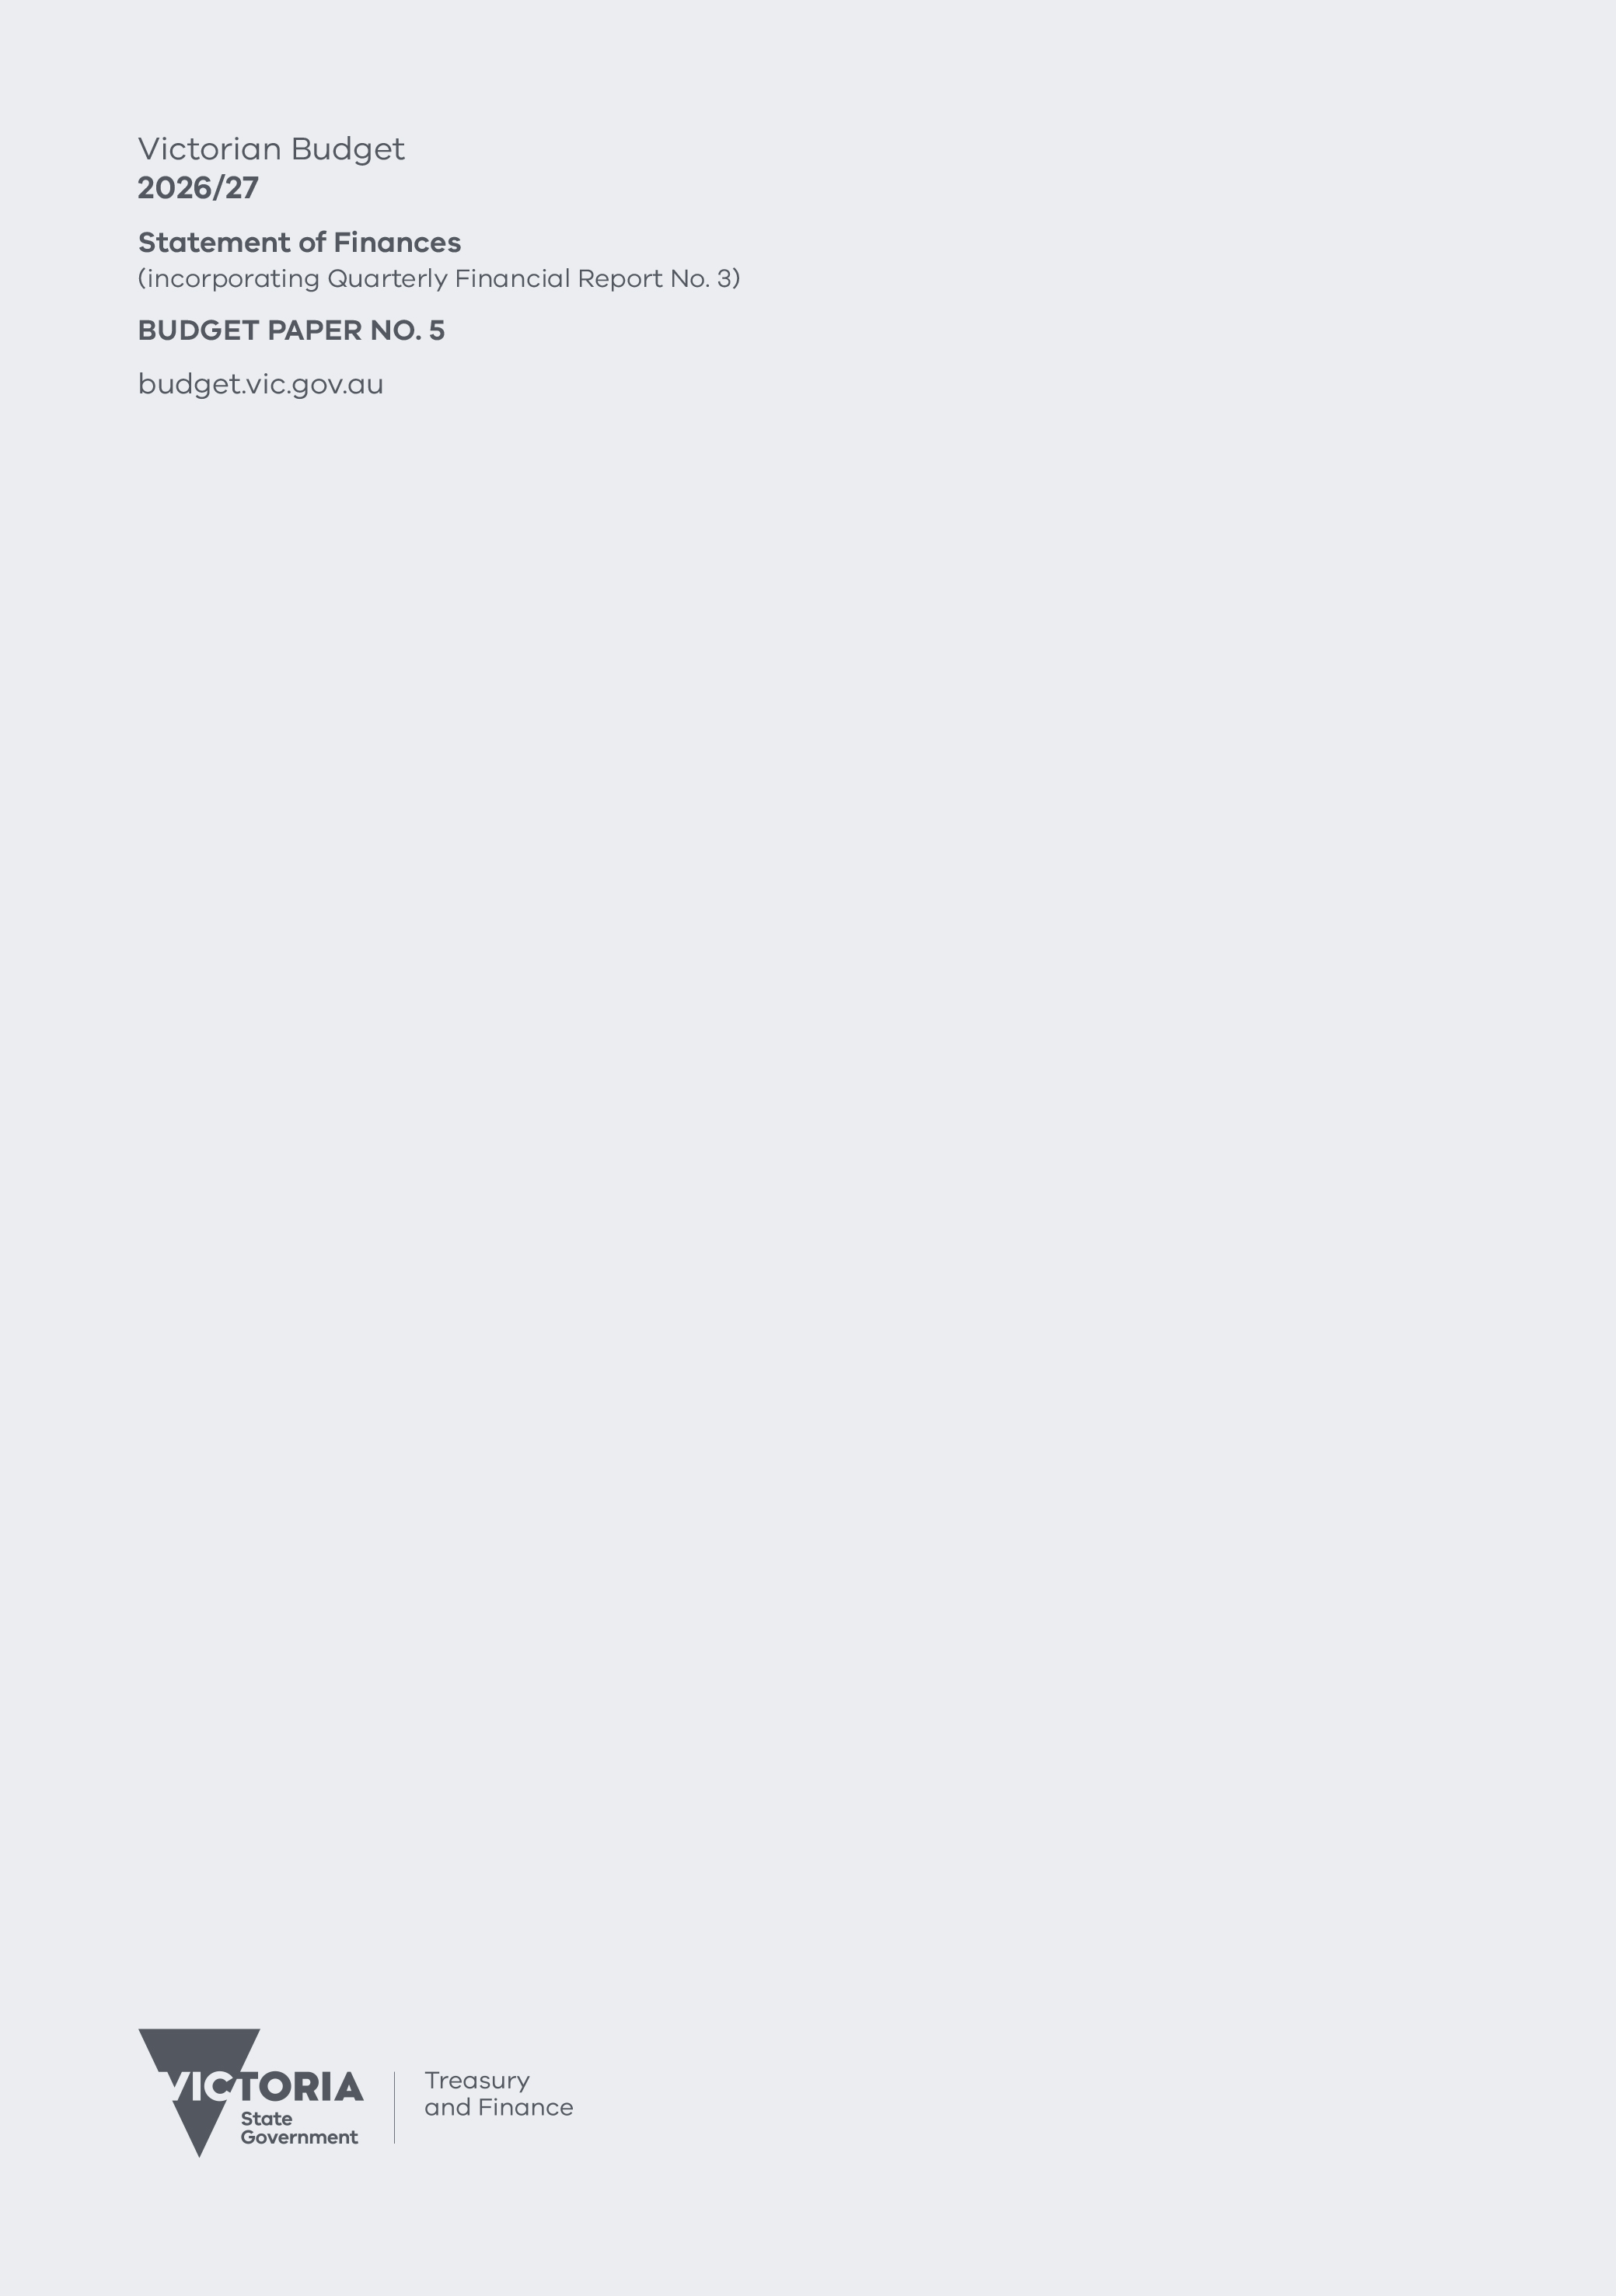 Victorian Budget
2026/27
Statement of Finances
(incorporating Quarterly Financial Report No. 3)
BUDGET PAPER NO. 5
budget.vic.gov.au
VICTORIA
State
Government
Treasury
and Finance